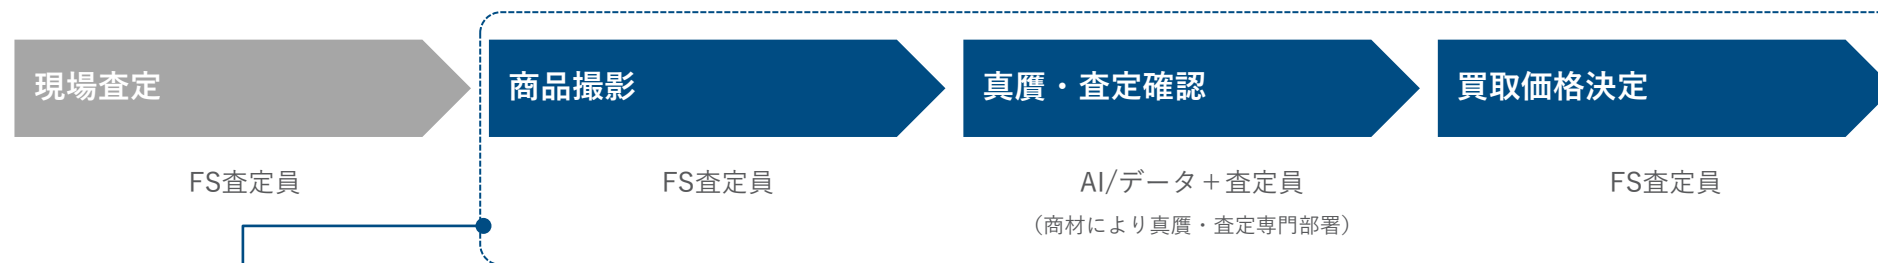 現場査定
商品撮影
真贋・査定確認
買取価格決定
FS査定員
FS査定員
AI/データ＋査定員
FS査定員
（商材により真贋・査定専門部署）